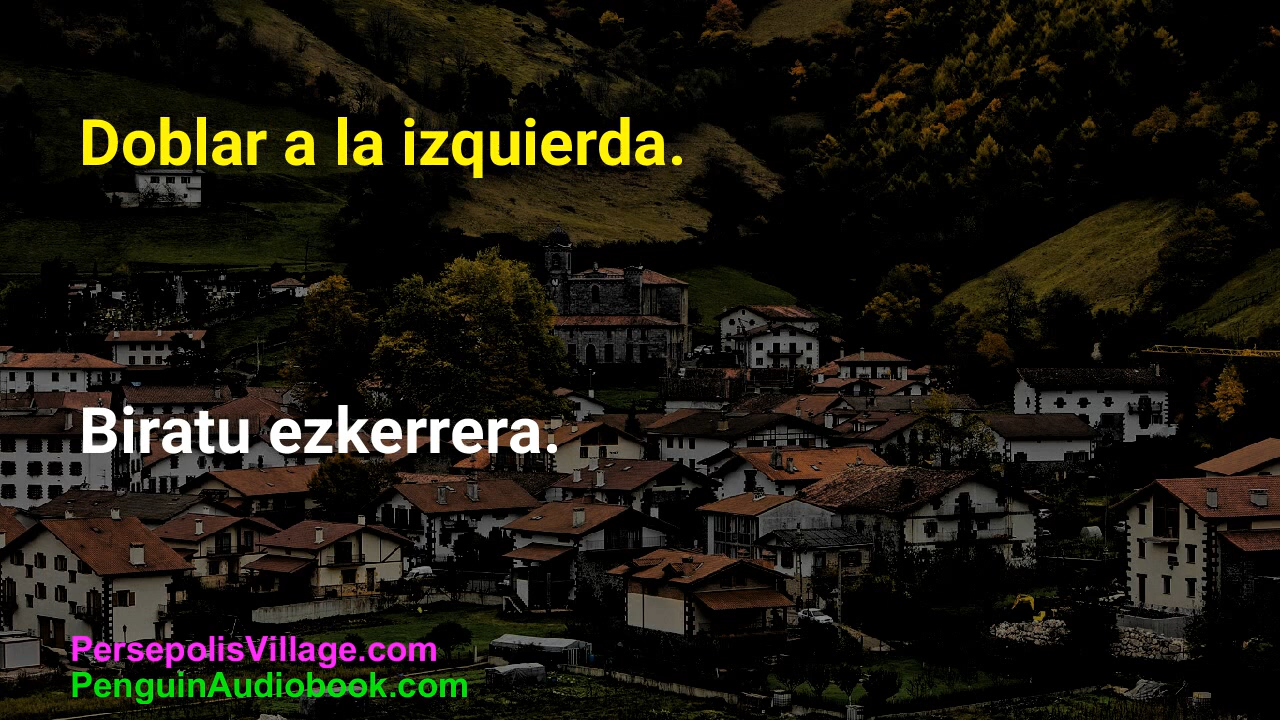 Doblar a la izquierda.
Biratu ezkerrera.
PersepolisVillage.com
PenguinAudiobook.com